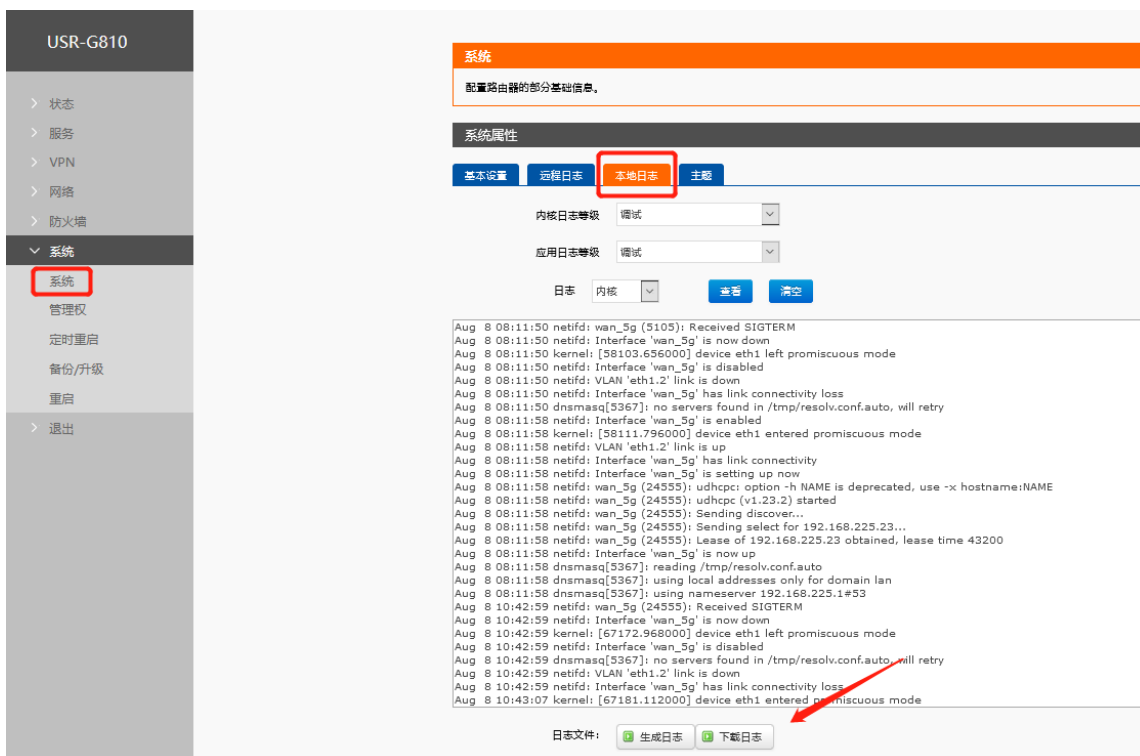 USR-G810
状态
服务
VPN
网络
防火墙
系统
系统
管理权
定时重启
备份/升级
重启
退出
系统
配置路由器的部分基础信息。
系统属性
基本设置 远程日志 本地日志 主题
内核日志等级 调试
应用日志等级 调试
日志 内核 查看 清空
Aug 8 08:11:50 netifd: wan_5g (5105): Received SIGTERM
Aug 8 08:11:50 netifd: Interface 'wan_5g' is now down
Aug 8 08:11:50 kernel: [58103.656000] device eth1 left promiscuous mode
Aug 8 08:11:50 netifd: Interface 'wan_5g' is disabled
Aug 8 08:11:50 netifd: VLAN 'eth1.2' link is down
Aug 8 08:11:50 netifd: Interface 'wan_5g' has link connectivity loss
Aug 8 08:11:50 dnsmasq[5367]: no servers found in /tmp/resolv.conf.auto, will retry
Aug 8 08:11:58 netifd: Interface 'wan_5g' is enabled
Aug 8 08:11:58 kernel: [58111.796000] device eth1 entered promiscuous mode
Aug 8 08:11:58 netifd: VLAN 'eth1.2' link is up
Aug 8 08:11:58 netifd: Interface 'wan_5g' has link connectivity
Aug 8 08:11:58 netifd: Interface 'wan_5g' is setting up now
Aug 8 08:11:58 netifd: wan_5g (24555): udhcpc: option -h NAME is deprecated, use -x hostname:NAME
Aug 8 08:11:58 netifd: wan_5g (24555): udhcpc (v1.23.2) started
Aug 8 08:11:58 netifd: wan_5g (24555): Sending discover...
Aug 8 08:11:58 netifd: wan_5g (24555): Sending select for 192.168.225.23...
Aug 8 08:11:58 netifd: wan_5g (24555): Lease of 192.168.225.23 obtained, lease time 43200
Aug 8 08:11:58 netifd: Interface 'wan_5g' is now up
Aug 8 08:11:58 dnsmasq[5367]: reading /tmp/resolv.conf.auto
Aug 8 08:11:58 dnsmasq[5367]: using local addresses only for domain lan
Aug 8 08:11:58 dnsmasq[5367]: using nameserver 192.168.225.1#53
Aug 8 10:42:59 netifd: wan_5g (24555): Received SIGTERM
Aug 8 10:42:59 netifd: Interface 'wan_5g' is now down
Aug 8 10:42:59 kernel: [67172.968000] device eth1 left promiscuous mode
Aug 8 10:42:59 netifd: Interface 'wan_5g' is disabled
Aug 8 10:42:59 dnsmasq[5367]: no servers found in /tmp/resolv.conf.auto, will retry
Aug 8 10:42:59 netifd: VLAN 'eth1.2' link is down
Aug 8 10:42:59 netifd: Interface 'wan_5g' has link connectivity loss
Aug 8 10:43:07 kernel: [67181.112000] device eth1 entered promiscuous mode
日志文件： 生成日志 下载日志